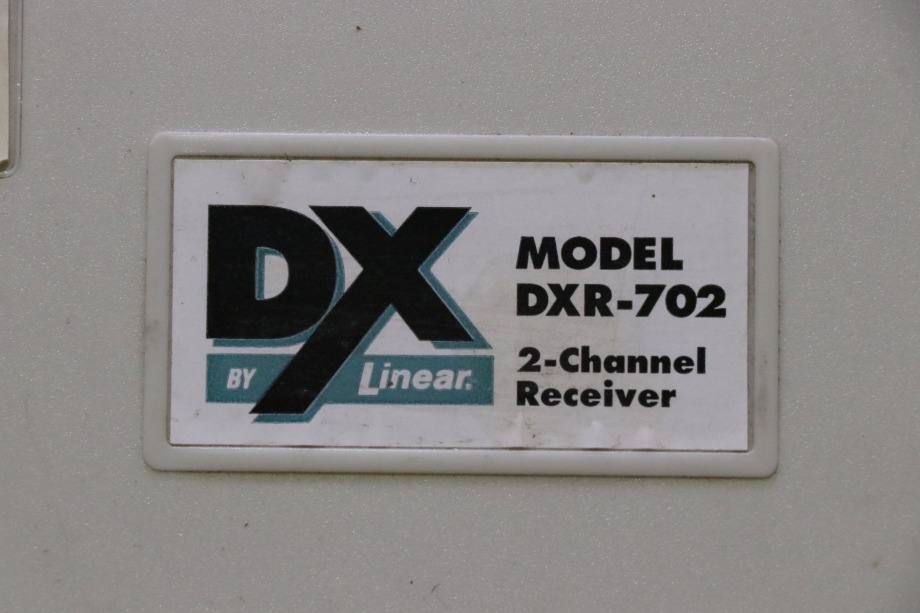 DX
BY Linear®
MODEL
DXR-702
2-Channel
Receiver